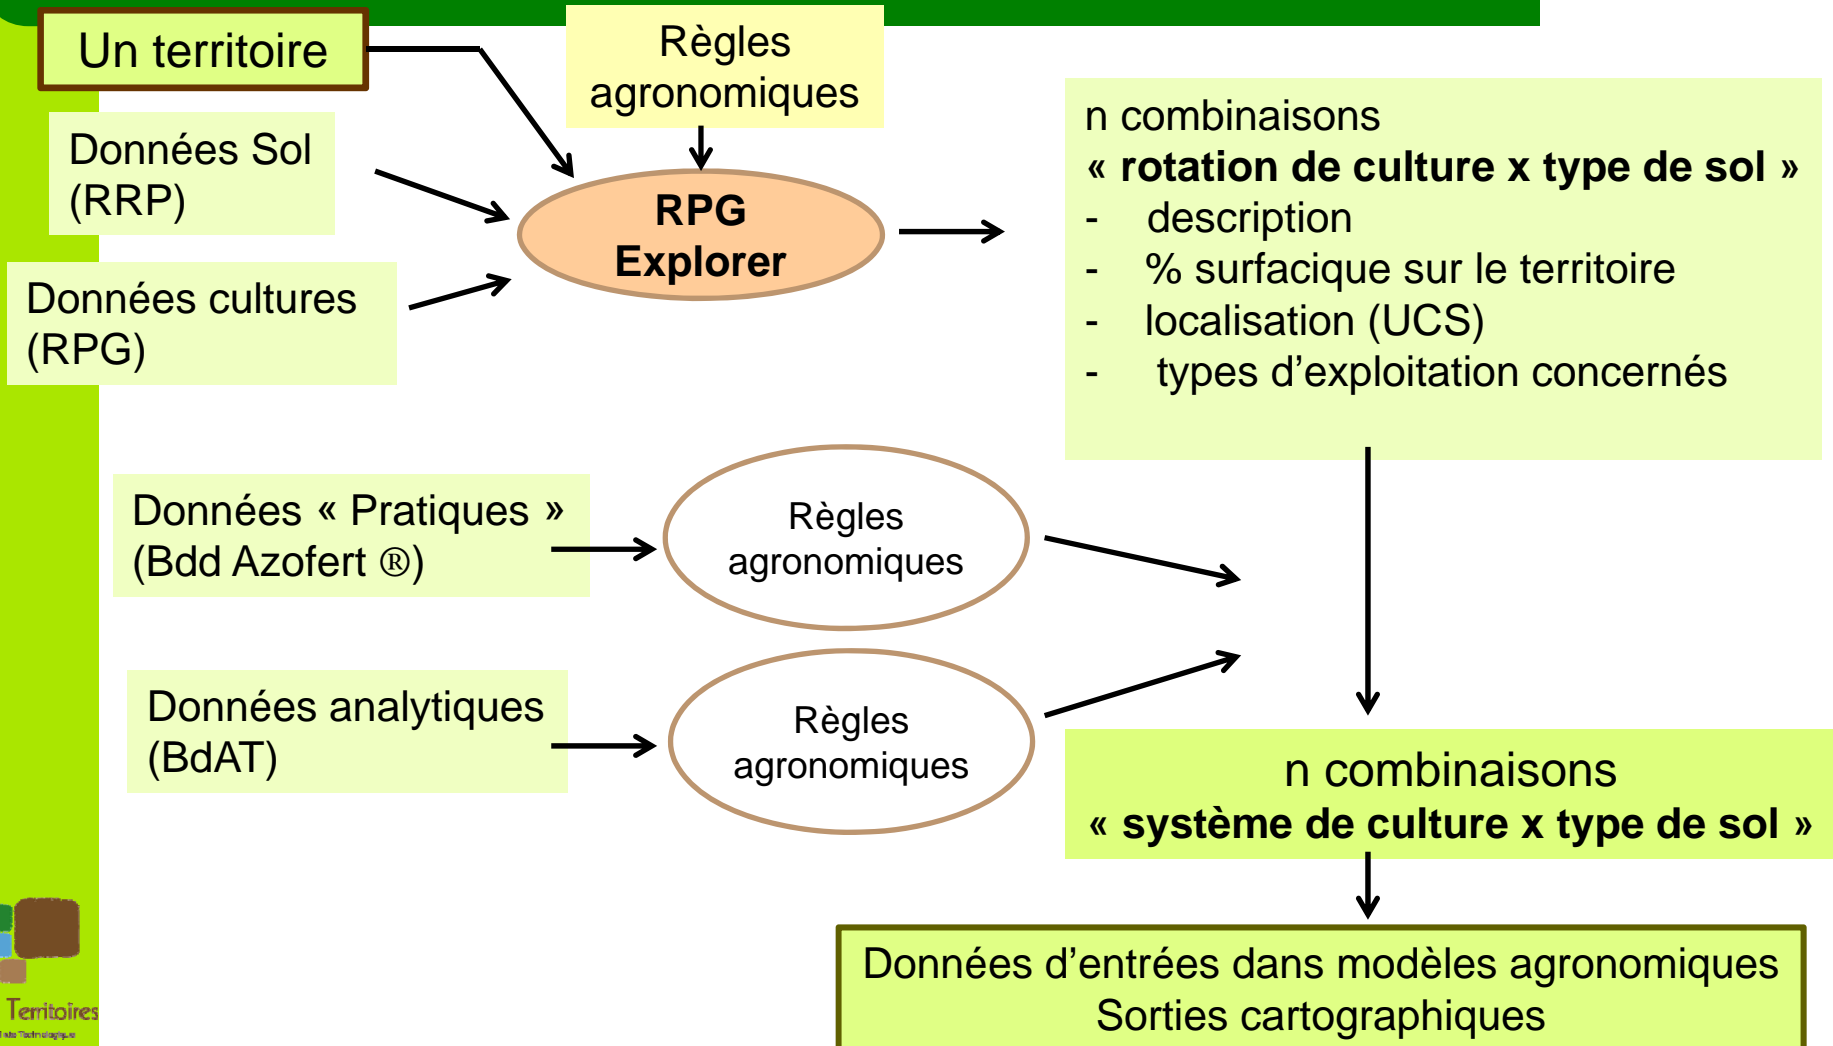 Un territoire
Règles
agronomiques
Données Sol
(RRP)
Données cultures
(RPG)
RPG
Explorer
n combinaisons
« rotation de culture x type de sol »
- description
- % surfacique sur le territoire
- localisation (UCS)
- types d’exploitation concernés
Données « Pratiques »
(Bdd Azofert ®)
Règles
agronomiques
Données analytiques
(BdAT)
Règles
agronomiques
n combinaisons
« système de culture x type de sol »
Données d’entrées dans modèles agronomiques
Sorties cartographiques
Territoires